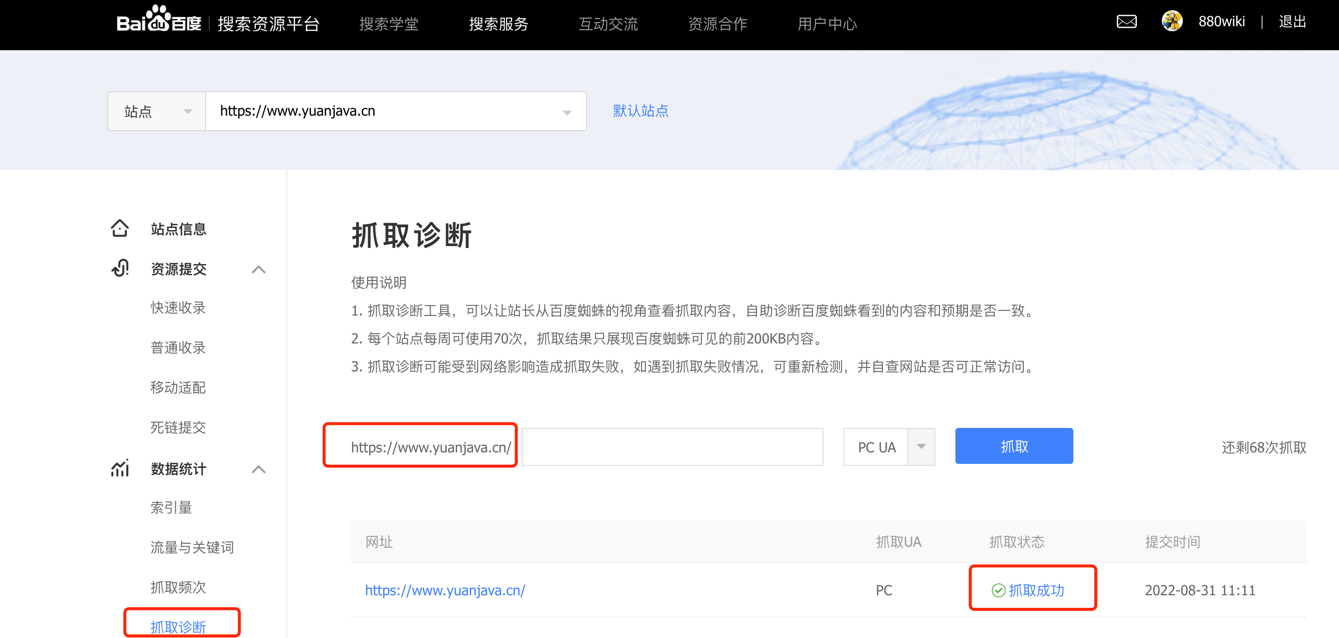 Bai du 百度 | 搜索资源平台 搜索学堂 搜索服务 互动交流 资源合作 用户中心 880wiki | 退出
站点 https://www.yuanjava.cn 默认站点
站点信息
资源提交
快速收录
普通收录
移动适配
死链提交
数据统计
索引量
流量与关键词
抓取频次
抓取诊断
抓取诊断
使用说明
1. 抓取诊断工具，可以让站长从百度蜘蛛的视角查看抓取内容，自助诊断百度蜘蛛看到的内容和预期是否一致。
2. 每个站点每周可使用70次，抓取结果只展现百度蜘蛛可见的前200KB内容。
3. 抓取诊断可能受到网络影响造成抓取失败，如遇到抓取失败情况，可重新检测，并自查网站是否可正常访问。
https://www.yuanjava.cn/ PC UA 抓取 还剩68次抓取
网址 抓取UA 抓取状态 提交时间
https://www.yuanjava.cn/ PC 抓取成功 2022-08-31 11:11